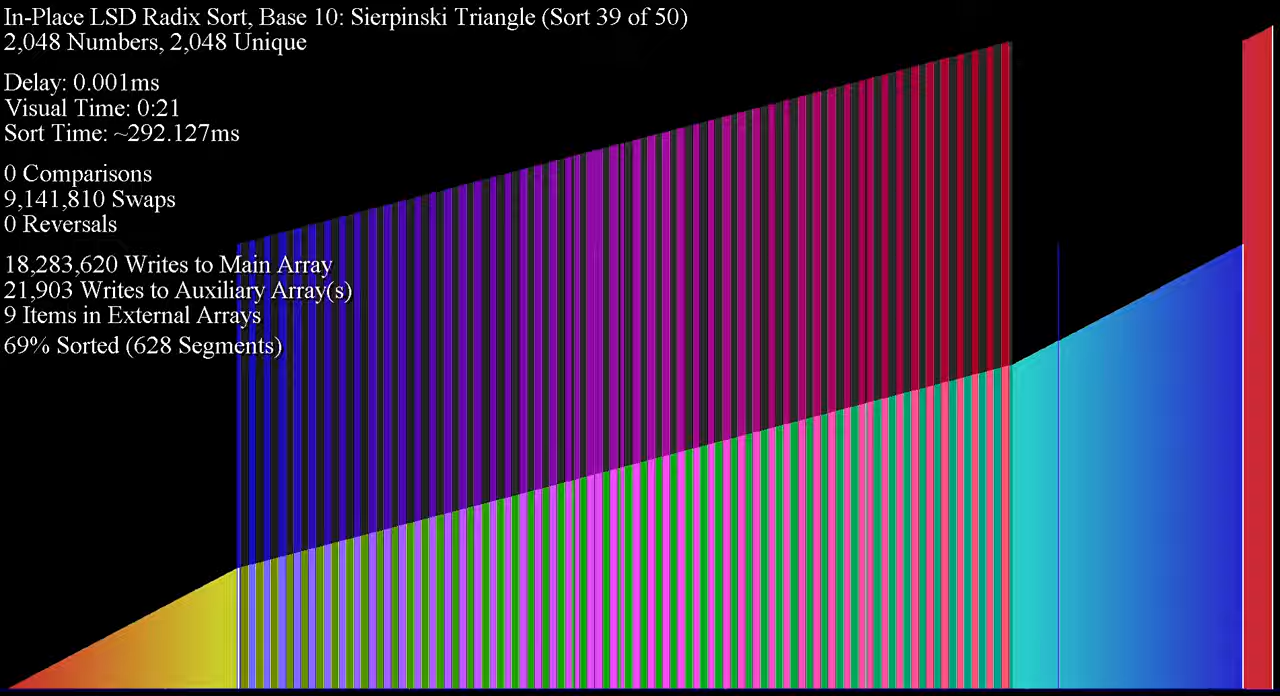 In-Place LSD Radix Sort, Base 10: Sierpinski Triangle (Sort 39 of 50)
2,048 Numbers, 2,048 Unique
Delay: 0.001ms
Visual Time: 0:21
Sort Time: ~292.127ms
0 Comparisons
9,141,810 Swaps
0 Reversals
18,283,620 Writes to Main Array
21,903 Writes to Auxiliary Array(s)
9 Items in External Arrays
69% Sorted (628 Segments)